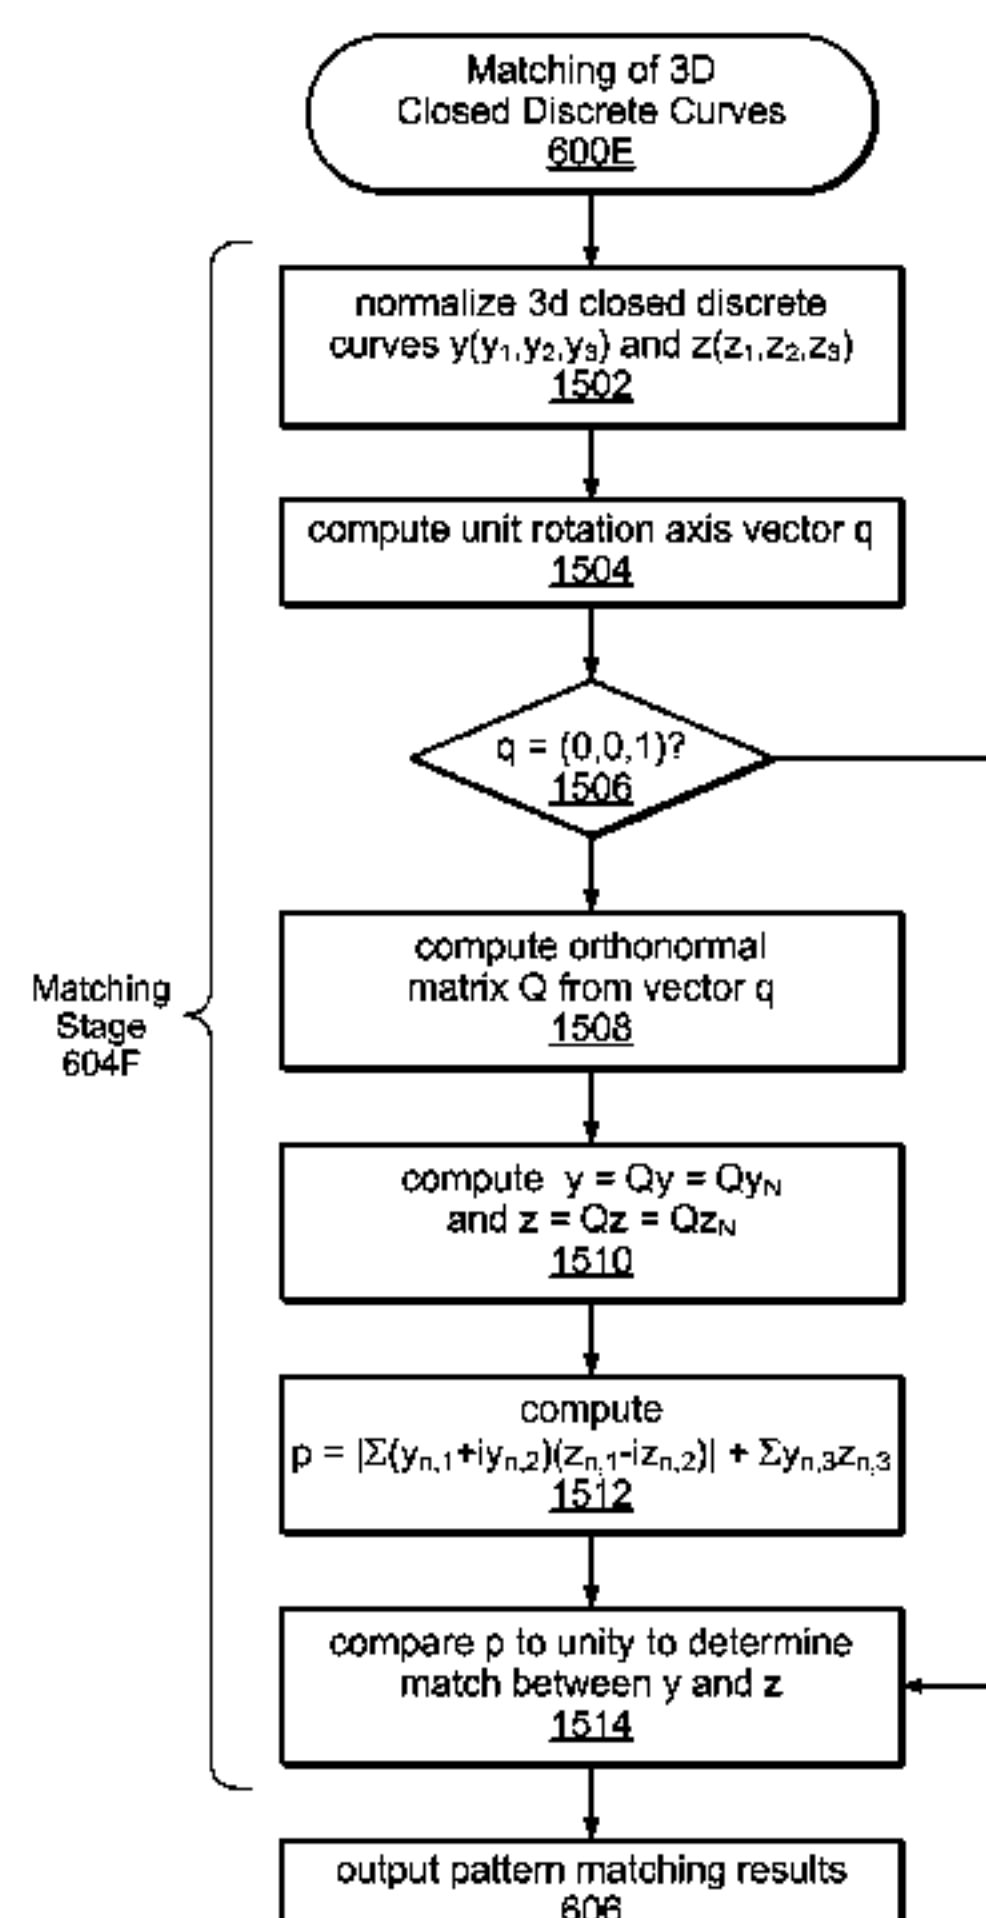 Matching of 3D
Closed Discrete Curves
600E
normalize 3d closed discrete
curves y(y₁,y₂,y₃) and z(z₁,z₂,z₃)
1502
compute unit rotation axis vector q
1504
q = (0,0,1)?
1506
compute orthonormal
matrix Q from vector q
1508
Matching
Stage
604F
compute y = Qy = Qyₙ
and z = Qz = Qzₙ
1510
compute
p = |Σ(yn,1+iyn,2)(zn,1-izn,2)| + Σyn,3zn,3
1512
compare p to unity to determine
match between y and z
1514
output pattern matching results
606